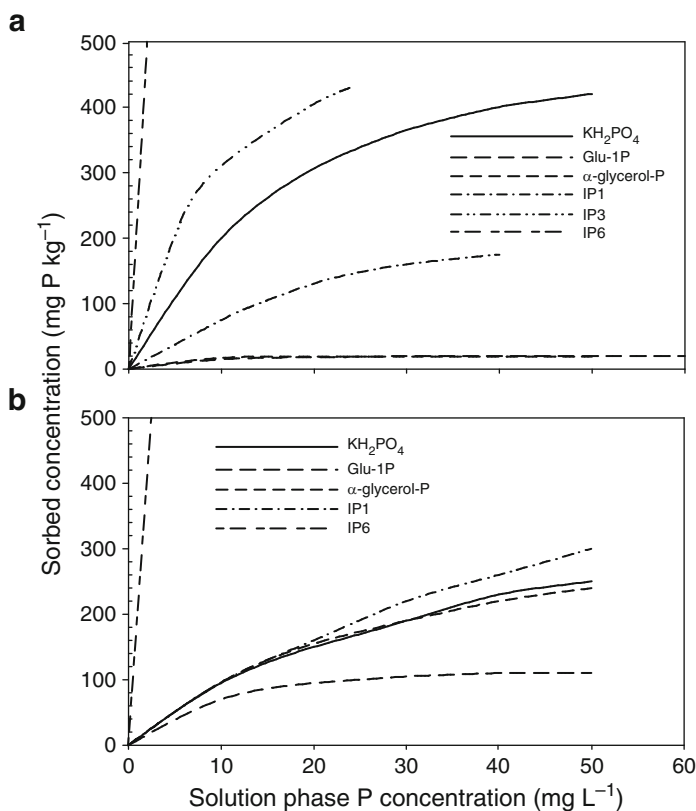 a
500
400
300
200
100
0
KH₂PO₄
Glu-1P
α-glycerol-P
IP1
IP3
IP6
b
500
400
300
200
100
0
KH₂PO₄
Glu-1P
α-glycerol-P
IP1
IP6
0 10 20 30 40 50 60
Sorbed concentration (mg P kg⁻¹)
Solution phase P concentration (mg L⁻¹)